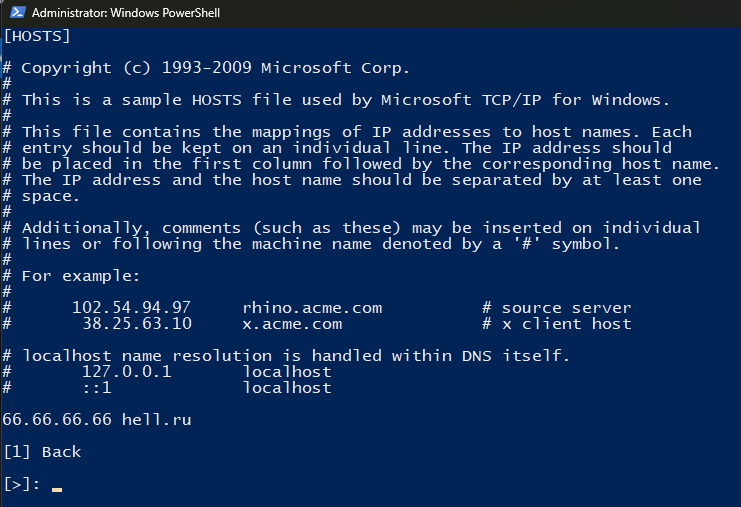 Administrator: Windows PowerShell
[HOSTS]
# Copyright (c) 1993-2009 Microsoft Corp.
#
# This is a sample HOSTS file used by Microsoft TCP/IP for Windows.
#
# This file contains the mappings of IP addresses to host names. Each
# entry should be kept on an individual line. The IP address should
# be placed in the first column followed by the corresponding host name.
# The IP address and the host name should be separated by at least one
# space.
#
# Additionally, comments (such as these) may be inserted on individual
# lines or following the machine name denoted by a '#' symbol.
#
# For example:
#
#      102.54.94.97     rhino.acme.com          # source server
#       38.25.63.10     x.acme.com              # x client host
# localhost name resolution is handled within DNS itself.
#       127.0.0.1       localhost
#       ::1             localhost
66.66.66.66 hell.ru
[1] Back
[>]: _